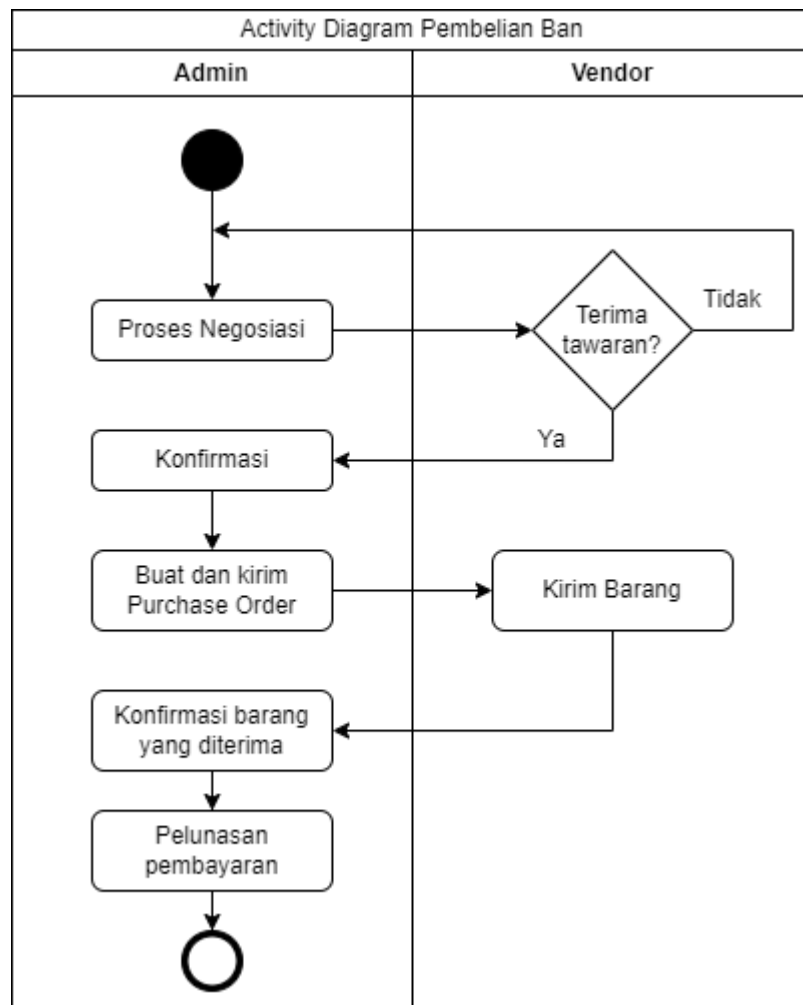 Activity Diagram Pembelian Ban
Admin
Vendor
Proses Negosiasi
Terima
tawaran?
Tidak
Ya
Konfirmasi
Buat dan kirim
Purchase Order
Kirim Barang
Konfirmasi barang
yang diterima
Pelunasan
pembayaran